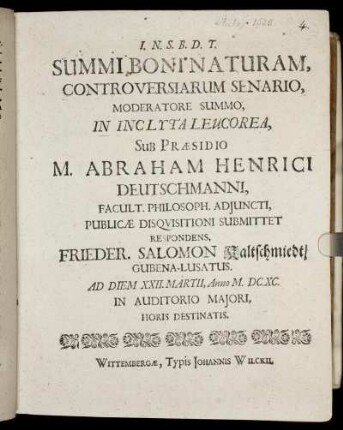 4.
I. N. S. B. D. T.
SUMMI BONI NATURAM,
CONTROVERSIARUM SENARIO,
MODERATORE SUMMO,
IN INCLYTA LEUCOREA,
SUB PRÆSIDIO
M. ABRAHAM HENRICI
DEUTSCHMANNI,
FACULT. PHILOSOPH. ADJUNCTI,
PUBLICÆ DISQVISITIONI SUBMITTET
RESPONDENS,
FRIEDER. SALOMON Kaltschmiedt/
GUBENA-LUSATUS.
AD DIEM XXII. MARTII, Anno M. DC. XC.
IN AUDITORIO MAJORI,
HORIS DESTINATIS.
WITTEMBERGÆ, Typis JOHANNIS WILCKII.